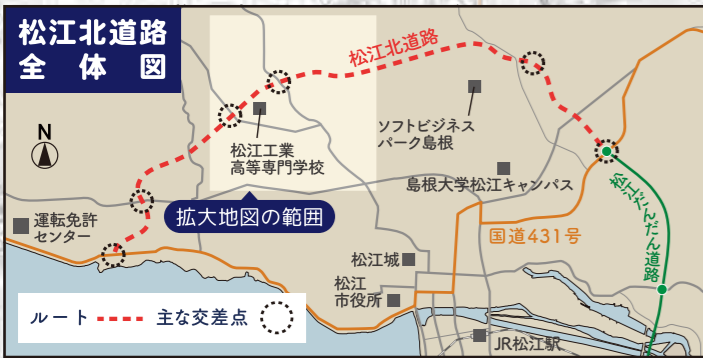 松江北道路
全体図
N
松江北道路
ソフトビジネス
パーク島根
松江工業
高等専門学校
島根大学松江キャンパス
拡大地図の範囲
運転免許
センター
松江だんだん道路
国道431号
松江城
松江
市役所
JR松江駅
ルート
主な交差点